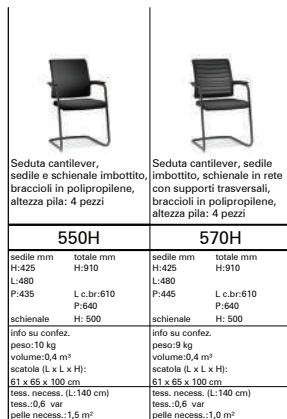 Seduta cantilever,
sedile e schienale imbottito,
braccioli in polipropilene,
altezza pila: 4 pezzi
Seduta cantilever, sedile
imbottito, schienale in rete
con supporti trasversali,
braccioli in polipropilene,
altezza pila: 4 pezzi
550H
570H
sedile mm totale mm
H:425 H:910
L:480
P:435 L c.br:610
P:640
schienale H: 500
sedile mm totale mm
H:425 H:910
L:480
P:445 L c.br:610
P:640
schienale H: 500
info su confez.
peso:10 kg
volume:0,4 m³
scatola (L x L x H):
61 x 65 x 100 cm
info su confez.
peso:9 kg
volume:0,4 m³
scatola (L x L x H):
61 x 65 x 100 cm
tess. necess. (L:140 cm)
tess.:0,6 var
pelle necess.:1,5 m²
tess. necess. (L:140 cm)
tess.:0,6 var
pelle necess.:1,0 m²